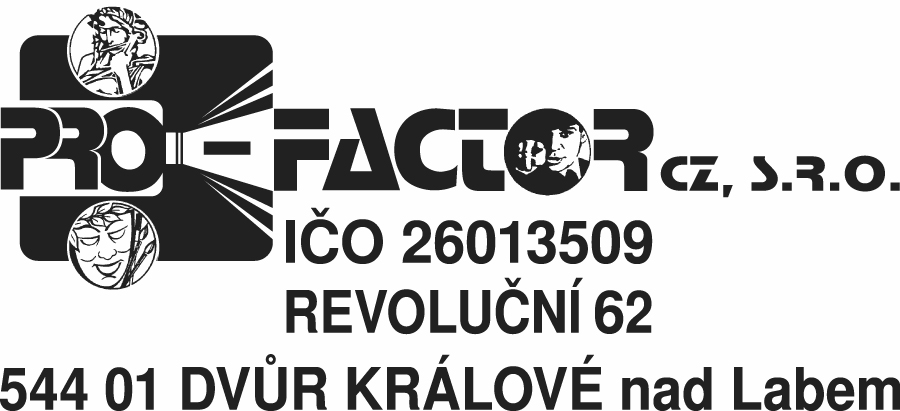 PRO-FACTOR CZ, S.R.O.
IČO 26013509
REVOLUČNÍ 62
544 01 DVŮR KRÁLOVÉ nad Labem